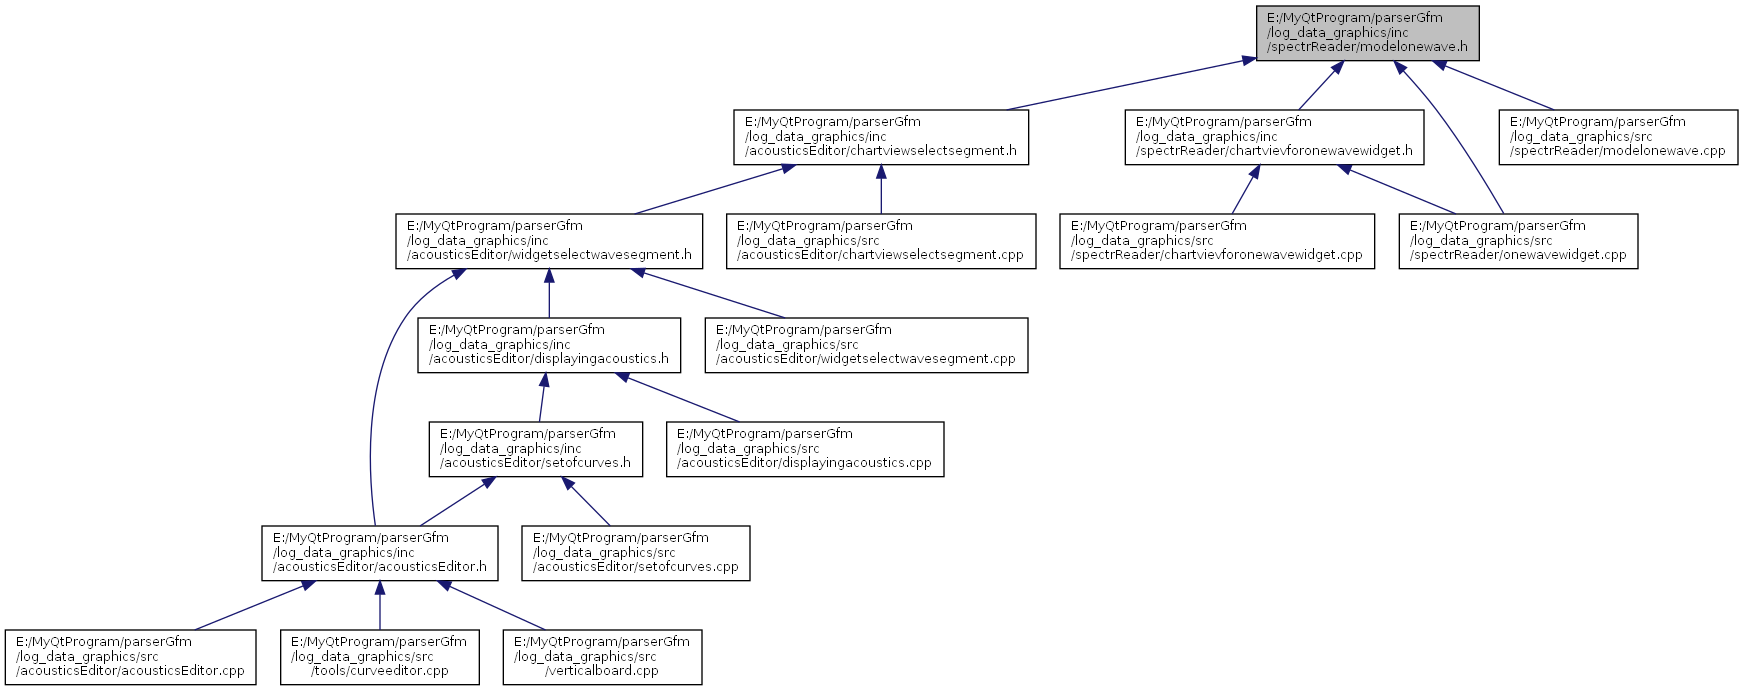 E:/MyQtProgram/parserGfm
/log_data_graphics/inc
/spectrReader/modelonewave.h
E:/MyQtProgram/parserGfm
/log_data_graphics/inc
/acousticsEditor/chartviewselectsegment.h
E:/MyQtProgram/parserGfm
/log_data_graphics/inc
/spectrReader/chartvievforonewavewidget.h
E:/MyQtProgram/parserGfm
/log_data_graphics/src
/spectrReader/modelonewave.cpp
E:/MyQtProgram/parserGfm
/log_data_graphics/inc
/acousticsEditor/widgetselectwavesegment.h
E:/MyQtProgram/parserGfm
/log_data_graphics/src
/acousticsEditor/chartviewselectsegment.cpp
E:/MyQtProgram/parserGfm
/log_data_graphics/src
/spectrReader/chartvievforonewavewidget.cpp
E:/MyQtProgram/parserGfm
/log_data_graphics/src
/spectrReader/onewavewidget.cpp
E:/MyQtProgram/parserGfm
/log_data_graphics/inc
/acousticsEditor/displayingacoustics.h
E:/MyQtProgram/parserGfm
/log_data_graphics/src
/acousticsEditor/widgetselectwavesegment.cpp
E:/MyQtProgram/parserGfm
/log_data_graphics/inc
/acousticsEditor/setofcurves.h
E:/MyQtProgram/parserGfm
/log_data_graphics/src
/acousticsEditor/displayingacoustics.cpp
E:/MyQtProgram/parserGfm
/log_data_graphics/inc
/acousticsEditor/acousticsEditor.h
E:/MyQtProgram/parserGfm
/log_data_graphics/src
/acousticsEditor/setofcurves.cpp
E:/MyQtProgram/parserGfm
/log_data_graphics/src
/acousticsEditor/acousticsEditor.cpp
E:/MyQtProgram/parserGfm
/log_data_graphics/src
/tools/curveeditor.cpp
E:/MyQtProgram/parserGfm
/log_data_graphics/src
/verticalboard.cpp